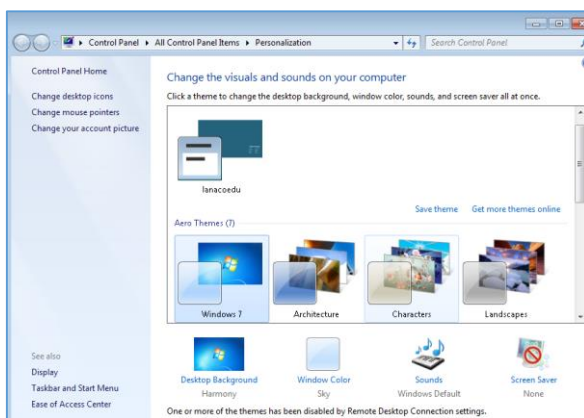 Control Panel ▸ All Control Panel Items ▸ Personalization
Search Control Panel
Control Panel Home
Change desktop icons
Change mouse pointers
Change your account picture
Change the visuals and sounds on your computer
Click a theme to change the desktop background, window color, sounds, and screen saver all at once.
lanacoedu
Save theme Get more themes online
Aero Themes (7)
Windows 7 Architecture Characters Landscapes
Desktop Background Window Color Sounds Screen Saver
Harmony Sky Windows Default None
One or more of the themes has been disabled by Remote Desktop Connection settings.
See also
Display
Taskbar and Start Menu
Ease of Access Center